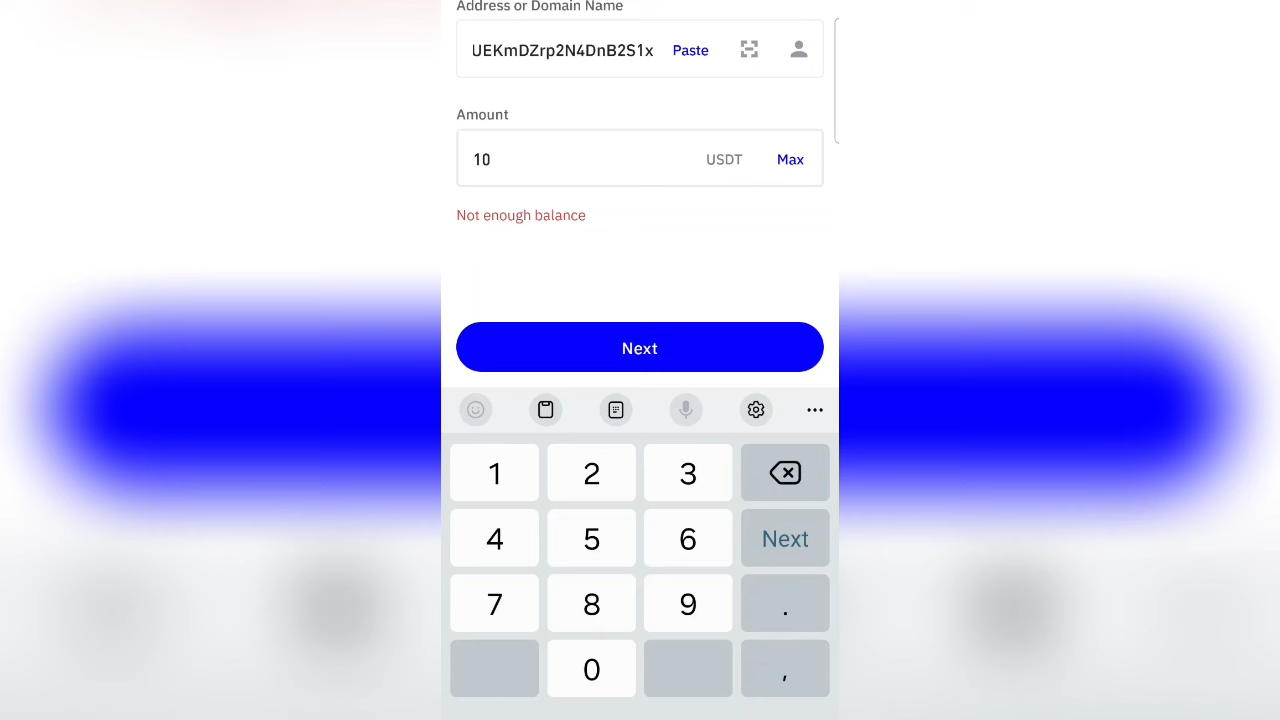 Address or Domain Name
UEKmDZrp2N4DnB2S1x Paste
Amount
10 USDT Max
Not enough balance
Next
1 2 3
4 5 6 Next
7 8 9 .
0 ,